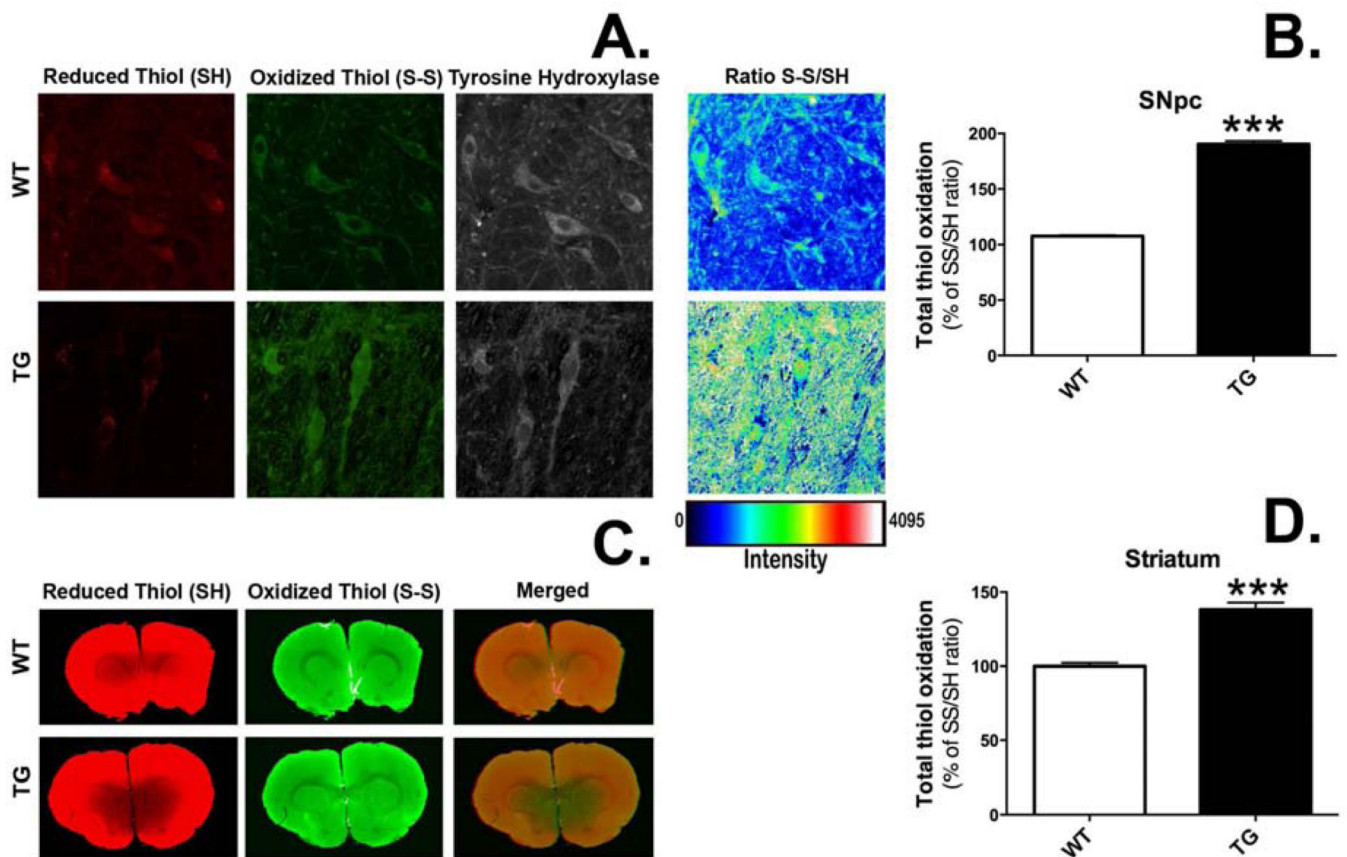 A.
Reduced Thiol (SH)
Oxidized Thiol (S-S)
Tyrosine Hydroxylase
Ratio S-S/SH
WT
TG
0
4095
Intensity
B.
SNpc
Total thiol oxidation
(% of SS/SH ratio)
200
150
100
50
0
***
WT
TG
C.
Reduced Thiol (SH)
Oxidized Thiol (S-S)
Merged
WT
TG
D.
Striatum
Total thiol oxidation
(% of SS/SH ratio)
150
100
50
0
***
WT
TG